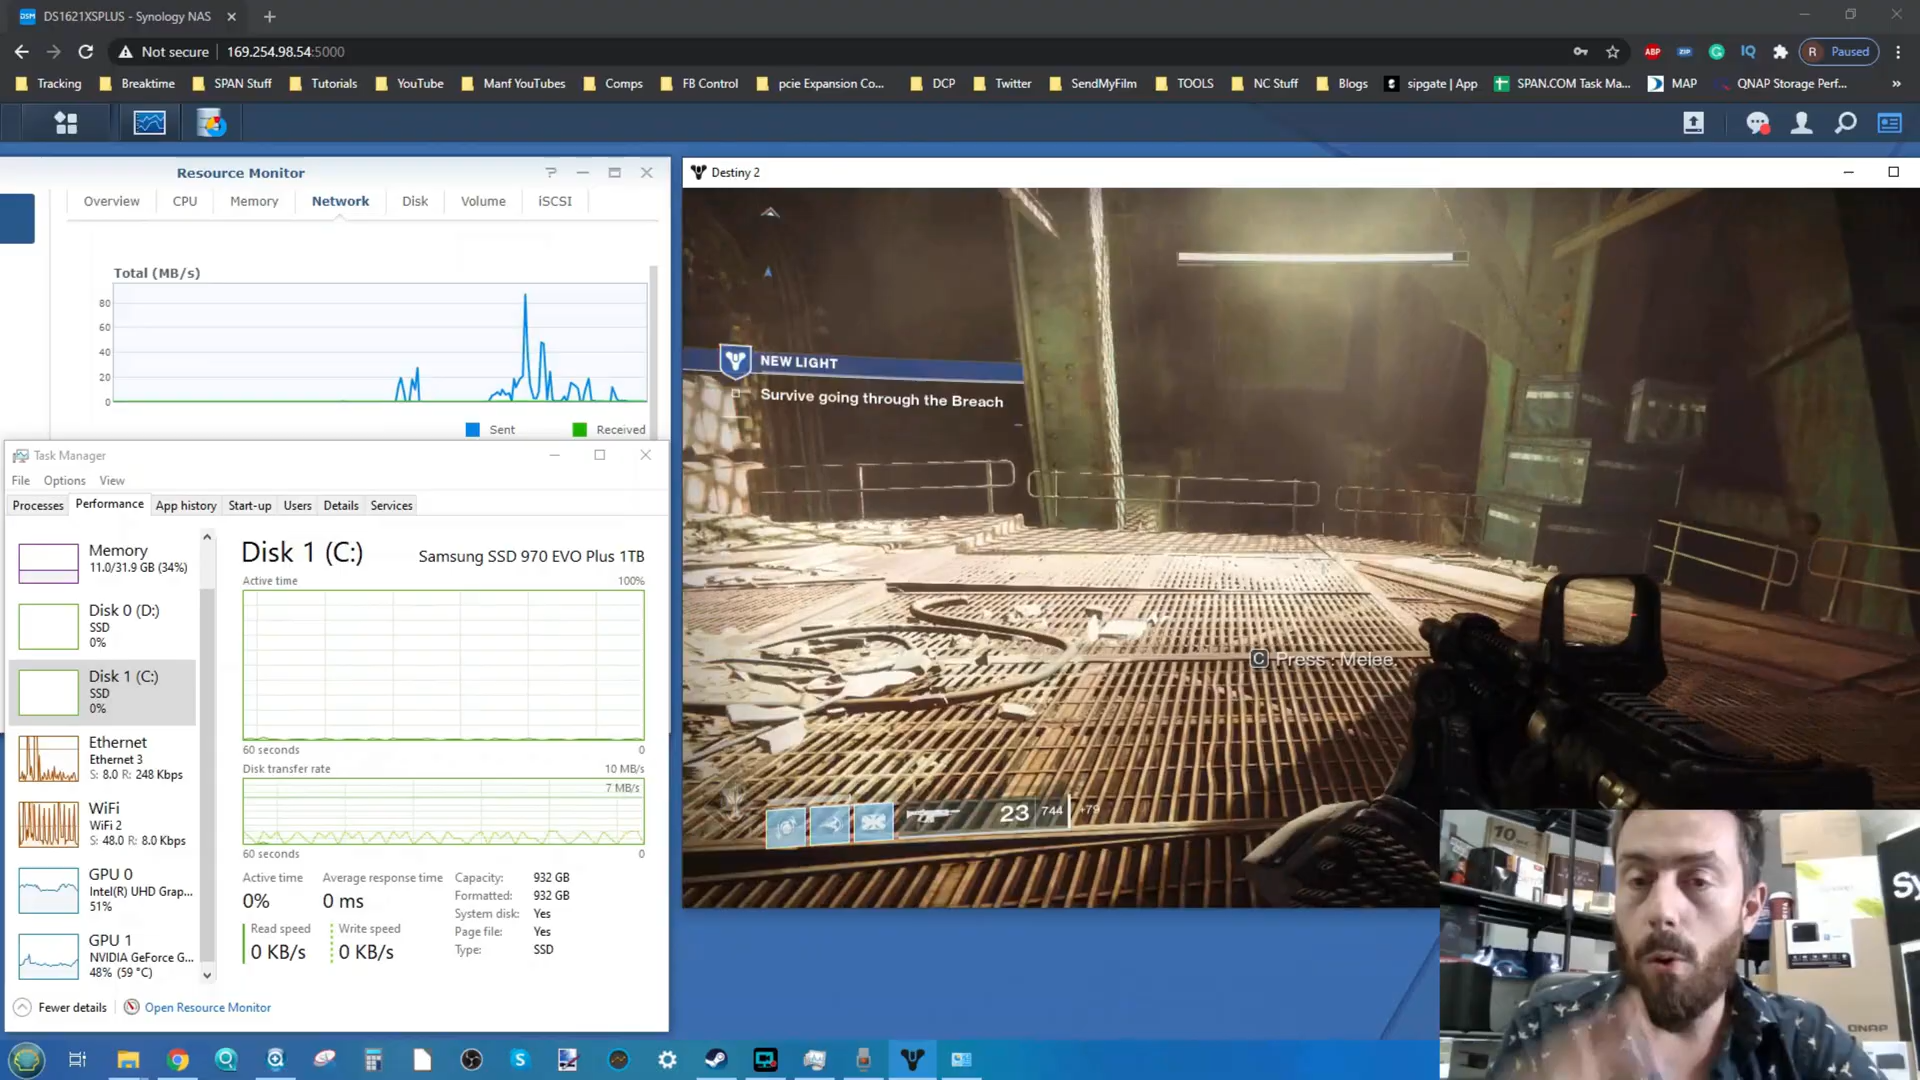 DS1621XSPLUS - Synology NAS
Not secure
169.254.98.54:5000
ABP
ZIP
IQ
R
Paused
Tracking
Breaktime
SPAN Stuff
Tutorials
YouTube
Manf YouTubes
Comps
FB Control
pcie Expansion Co...
DCP
Twitter
SendMyFilm
TOOLS
NC Stuff
Blogs
sipgate | App
SPAN.COM Task Ma...
MAP
QNAP Storage Perf...
Resource Monitor
Overview
CPU
Memory
Network
Disk
Volume
iSCSI
Total (MB/s)
80
60
40
20
0
Sent
Received
Destiny 2
NEW LIGHT
Survive going through the Breach
C Press : Melee.
23
744
+79
Task Manager
File
Options
View
Processes
Performance
App history
Start-up
Users
Details
Services
Memory
11.0/31.9 GB (34%)
Disk 0 (D:)
SSD
0%
Disk 1 (C:)
SSD
0%
Ethernet
Ethernet 3
S: 8.0 R: 248 Kbps
WiFi
WiFi 2
S: 48.0 R: 8.0 Kbps
GPU 0
Intel(R) UHD Grap...
51%
GPU 1
NVIDIA GeForce G...
48% (59 °C)
Disk 1 (C:)
Samsung SSD 970 EVO Plus 1TB
Active time
100%
60 seconds
0
Disk transfer rate
10 MB/s
7 MB/s
60 seconds
0
Active time
0%
Average response time
0 ms
Read speed
0 KB/s
Write speed
0 KB/s
Capacity: 932 GB
Formatted: 932 GB
System disk: Yes
Page file: Yes
Type: SSD
Fewer details
Open Resource Monitor
Sy
10
QNAP